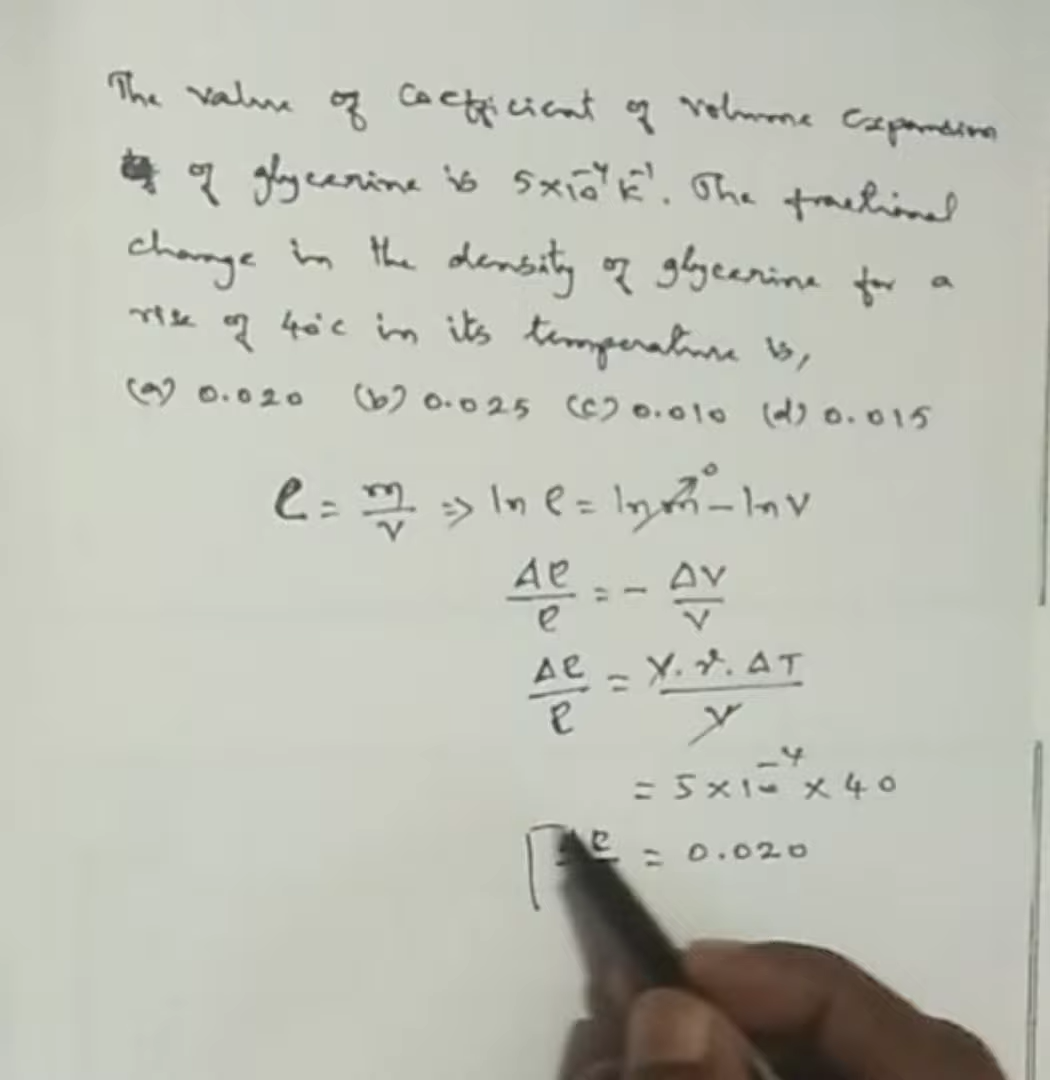 The value of coefficient of volume expansion
of glycerine is 5×10⁻⁴ K⁻¹. The fractional
change in the density of glycerine for a
rise of 40°C in its temperature is,
(a) 0.020 (b) 0.025 (c) 0.010 (d) 0.015
ρ = m/V ⇒ ln ρ = ln m⁰ - ln V
Δρ/ρ = - ΔV/V
Δρ/ρ = V.γ.ΔT/V
= 5×10⁻⁴ × 40
ρ = 0.020